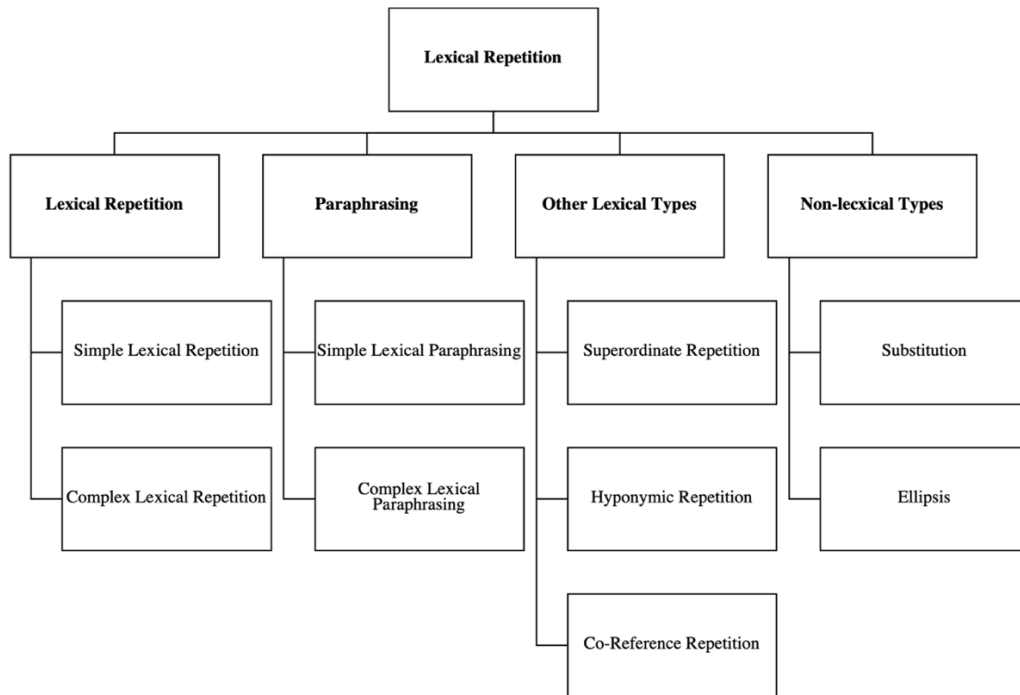 Lexical Repetition
Lexical Repetition
Paraphrasing
Other Lexical Types
Non-lecxical Types
Simple Lexical Repetition
Simple Lexical Paraphrasing
Superordinate Repetition
Substitution
Complex Lexical Repetition
Complex Lexical
Paraphrasing
Hyponymic Repetition
Ellipsis
Co-Reference Repetition